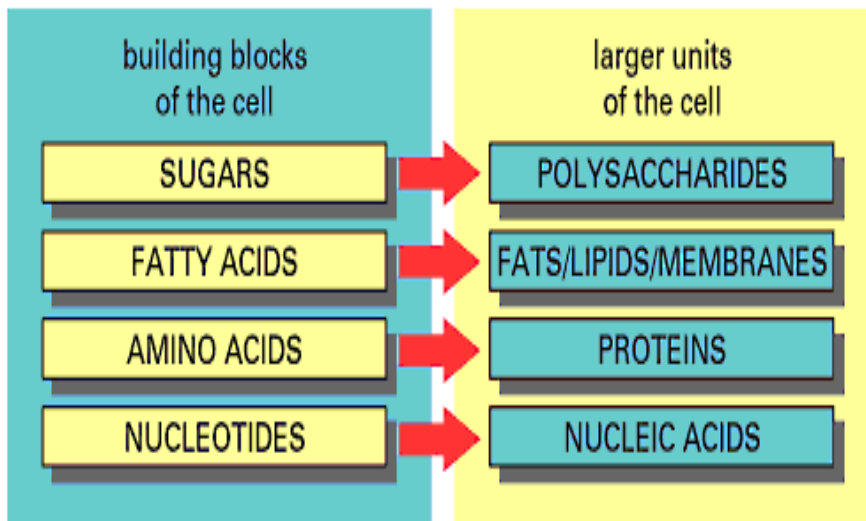 building blocks
of the cell
larger units
of the cell
SUGARS
POLYSACCHARIDES
FATTY ACIDS
FATS/LIPIDS/MEMBRANES
AMINO ACIDS
PROTEINS
NUCLEOTIDES
NUCLEIC ACIDS